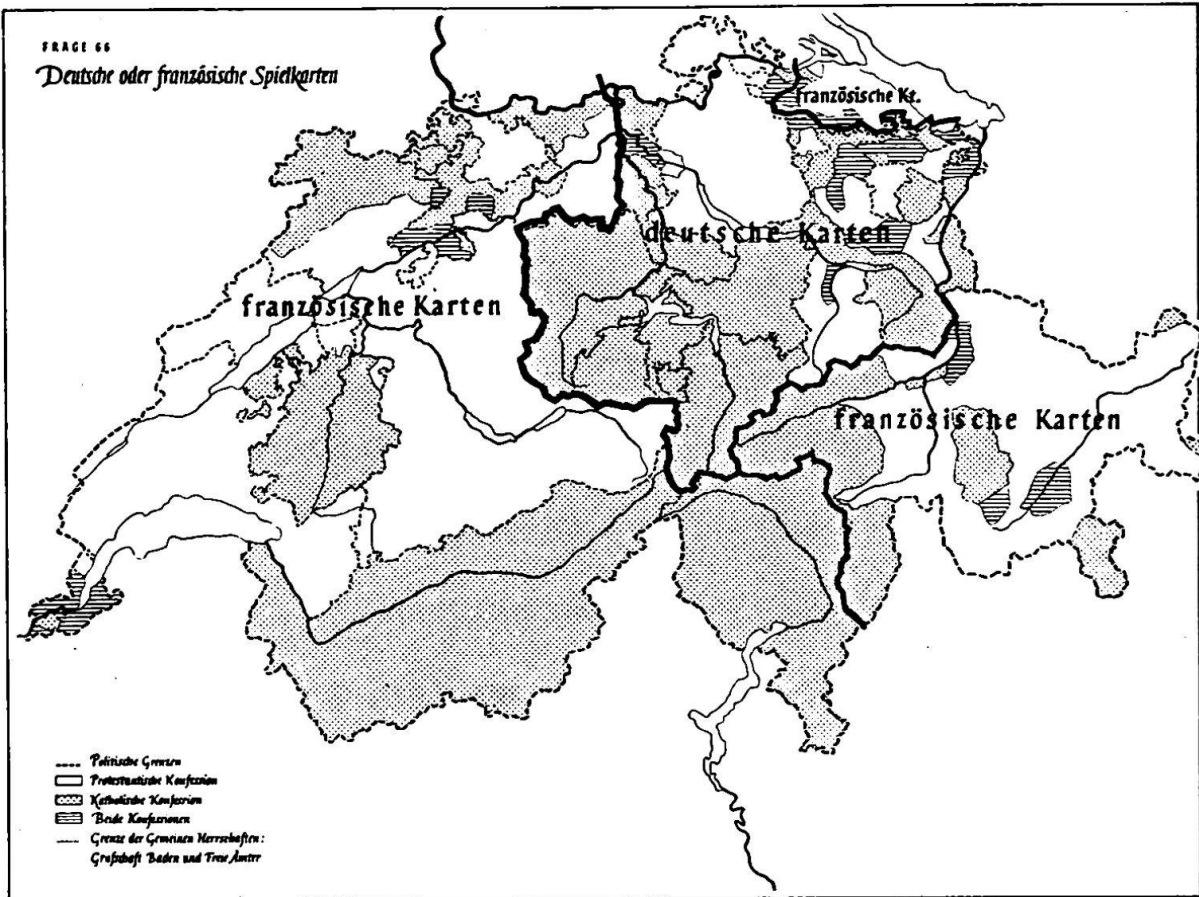 FRAGE 66
Deutsche oder französische Spielkarten
französische Kt.
deutsche Karten
französische Karten
französische Karten
Politische Grenzen
Protestantische Konfession
Katholische Konfession
Beide Konfessionen
Grenze der Gemeinen Herrschaften:
Grafschaft Baden und Freie Ämter